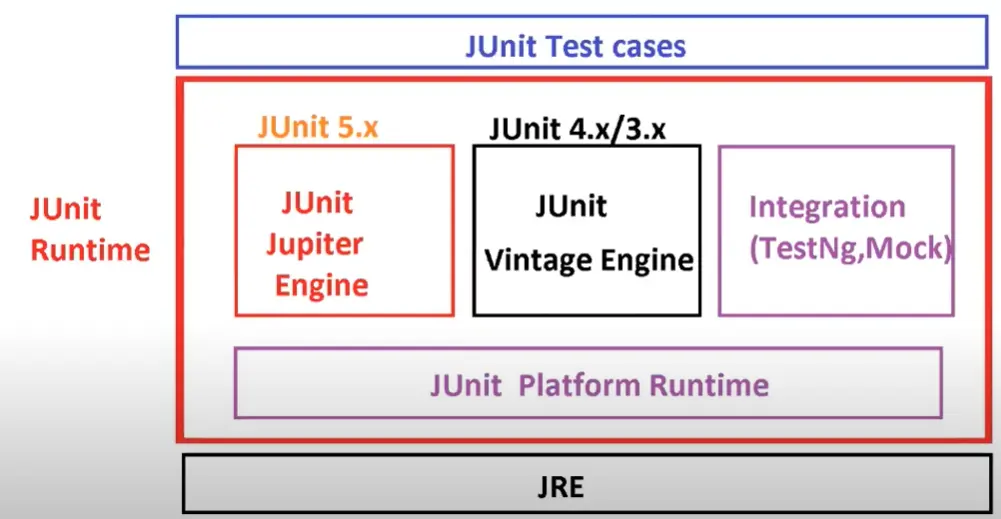 JUnit Test cases
JUnit 5.x
JUnit 4.x/3.x
JUnit
Runtime
JUnit
Jupiter
Engine
JUnit
Vintage Engine
Integration
(TestNg,Mock)
JUnit Platform Runtime
JRE